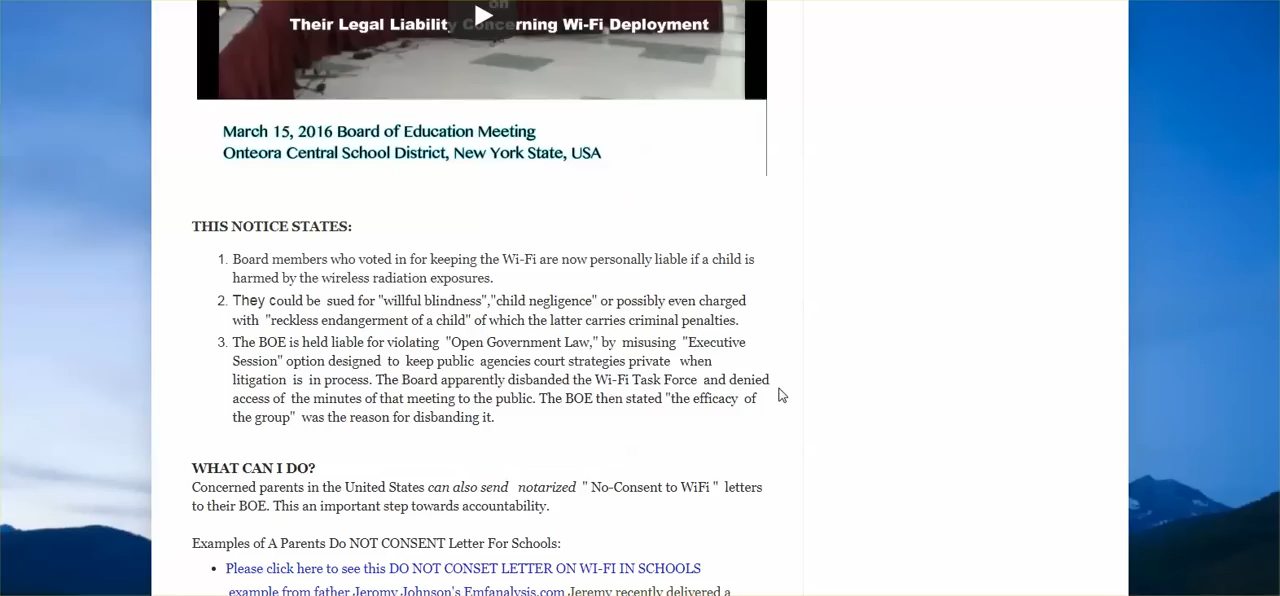 on
Their Legal Liability Concerning Wi-Fi Deployment
March 15, 2016 Board of Education Meeting
Onteora Central School District, New York State, USA
THIS NOTICE STATES:
1. Board members who voted in for keeping the Wi-Fi are now personally liable if a child is
harmed by the wireless radiation exposures.
2. They could be sued for "willful blindness","child negligence" or possibly even charged
with "reckless endangerment of a child" of which the latter carries criminal penalties.
3. The BOE is held liable for violating "Open Government Law," by misusing "Executive
Session" option designed to keep public agencies court strategies private when
litigation is in process. The Board apparently disbanded the Wi-Fi Task Force and denied
access of the minutes of that meeting to the public. The BOE then stated "the efficacy of
the group" was the reason for disbanding it.
WHAT CAN I DO?
Concerned parents in the United States can also send notarized " No-Consent to WiFi " letters
to their BOE. This an important step towards accountability.
Examples of A Parents Do NOT CONSENT Letter For Schools:
• Please click here to see this DO NOT CONSET LETTER ON WI-FI IN SCHOOLS
example from father Jeromy Johnson's Emfanalysis.com Jeremy recently delivered a